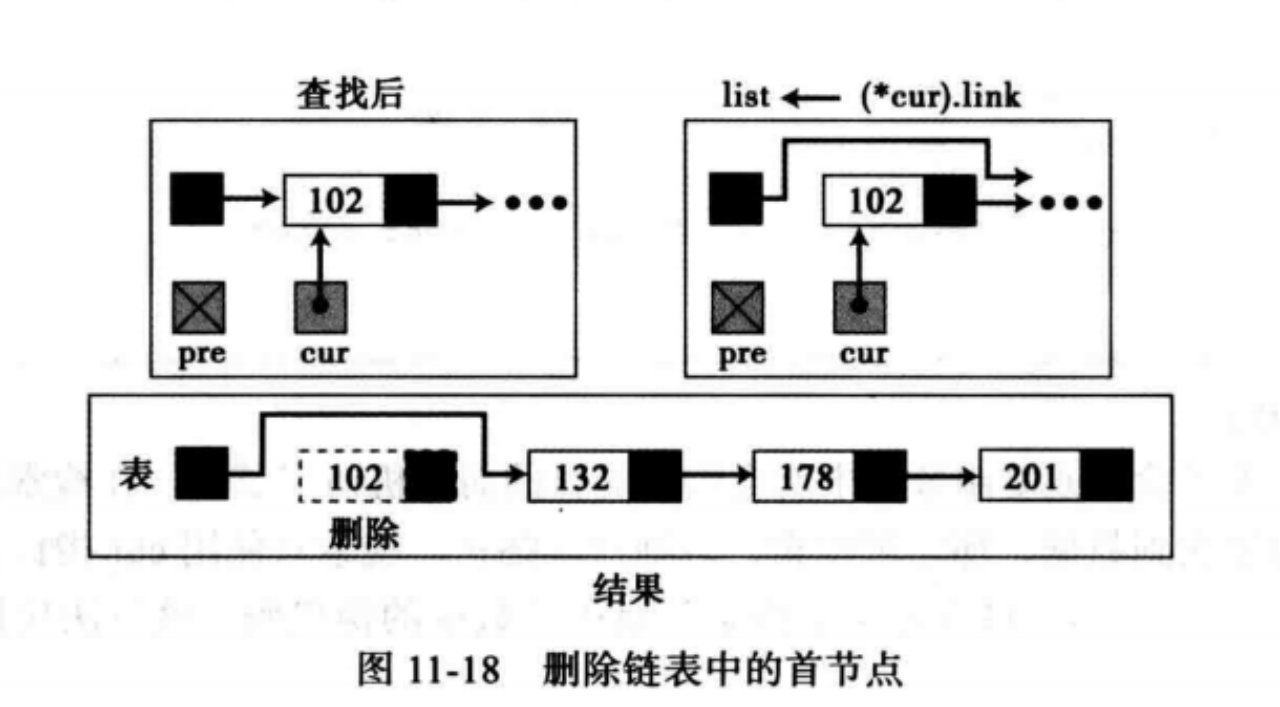 查找后
list ← (*cur).link
102
102
pre cur
pre cur
表 102 132 178 201
删除
结果
图 11-18 删除链表中的首节点